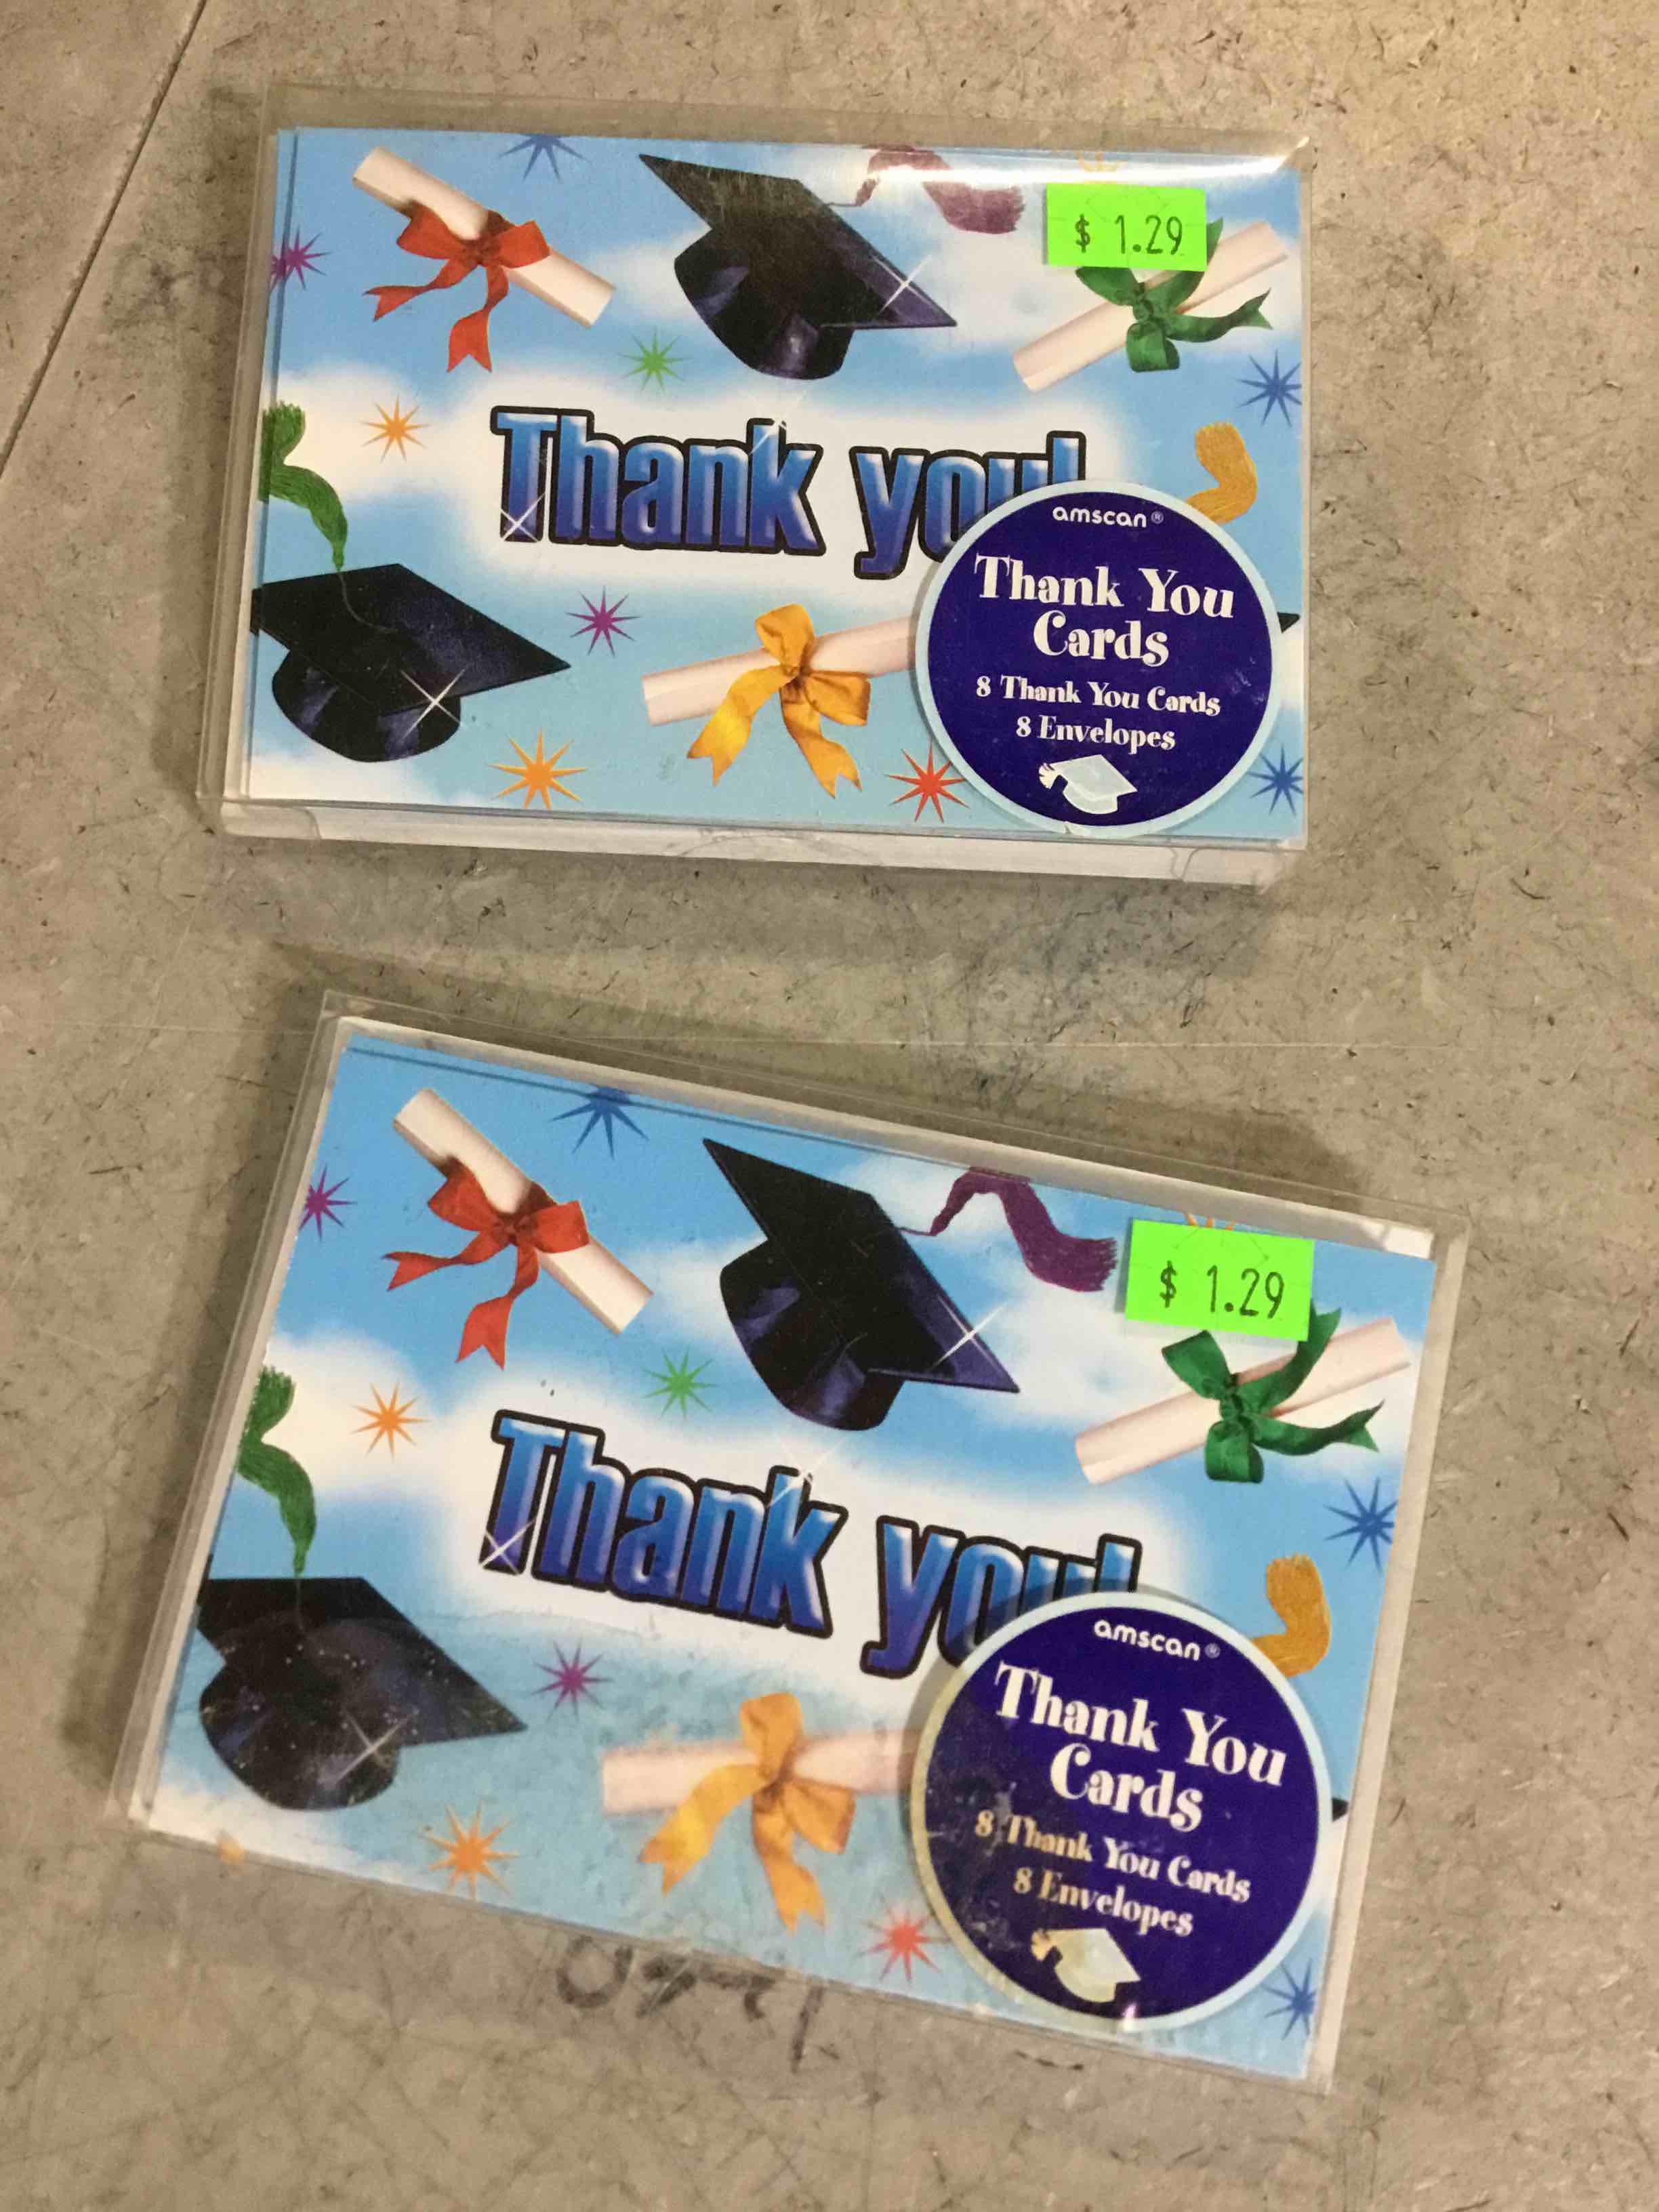 $ 1.29
Thank you!
amscan®
Thank You
Cards
8 Thank You Cards
8 Envelopes
$ 1.29
Thank you!
amscan®
Thank You
Cards
8 Thank You Cards
8 Envelopes